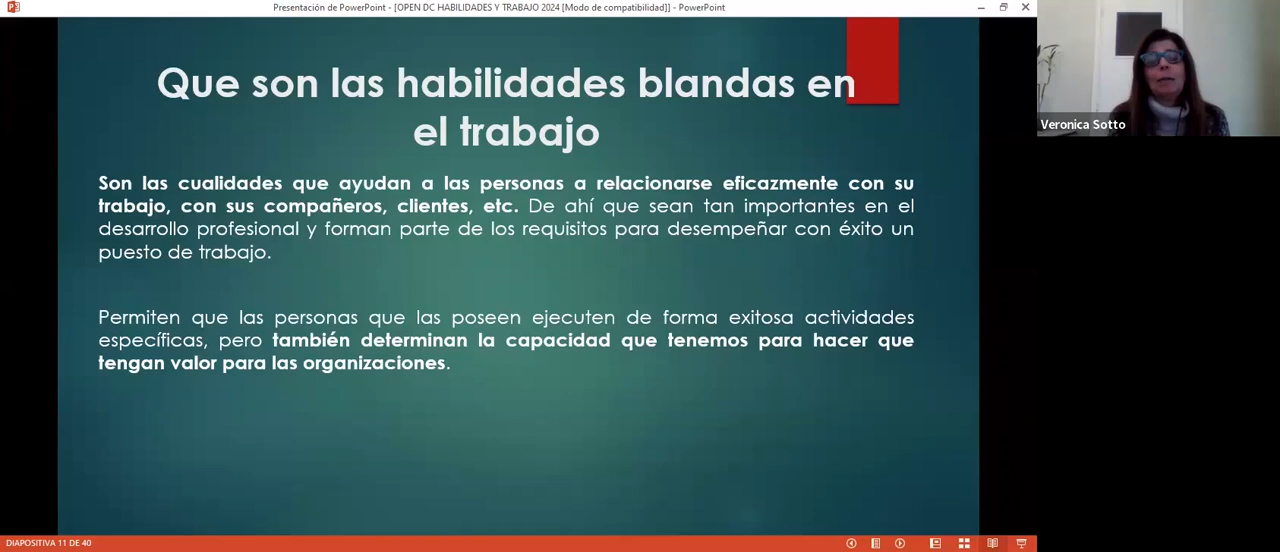 Presentación de PowerPoint - [OPEN DC HABILIDADES Y TRABAJO 2024 [Modo de compatibilidad]] - PowerPoint
Que son las habilidades blandas en
el trabajo
Son las cualidades que ayudan a las personas a relacionarse eficazmente con su
trabajo, con sus compañeros, clientes, etc. De ahí que sean tan importantes en el
desarrollo profesional y forman parte de los requisitos para desempeñar con éxito un
puesto de trabajo.
Permiten que las personas que las poseen ejecuten de forma exitosa actividades
específicas, pero también determinan la capacidad que tenemos para hacer que
tengan valor para las organizaciones.
Veronica Sotto
DIAPOSITIVA 11 DE 40